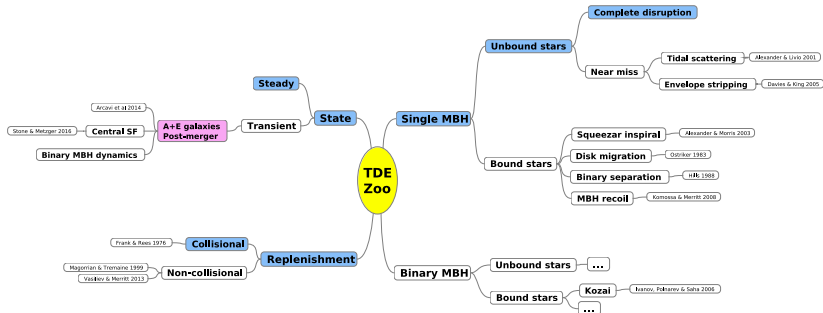 TDE
Zoo
State
Steady
Transient
A+E galaxies
Post-merger
Arcavi et al 2014
Central SF
Stone & Metzger 2016
Binary MBH dynamics
Replenishment
Collisional
Frank & Rees 1976
Non-collisional
Magorrian & Tremaine 1999
Vasiliev & Merritt 2013
Single MBH
Unbound stars
Complete disruption
Near miss
Tidal scattering
Alexander & Livio 2001
Envelope stripping
Davies & King 2005
Bound stars
Squeezar inspiral
Alexander & Morris 2003
Disk migration
Ostriker 1983
Binary separation
Hills 1988
MBH recoil
Komossa & Merritt 2008
Binary MBH
Unbound stars
...
Bound stars
Kozai
Ivanov, Polnarev & Saha 2006
...